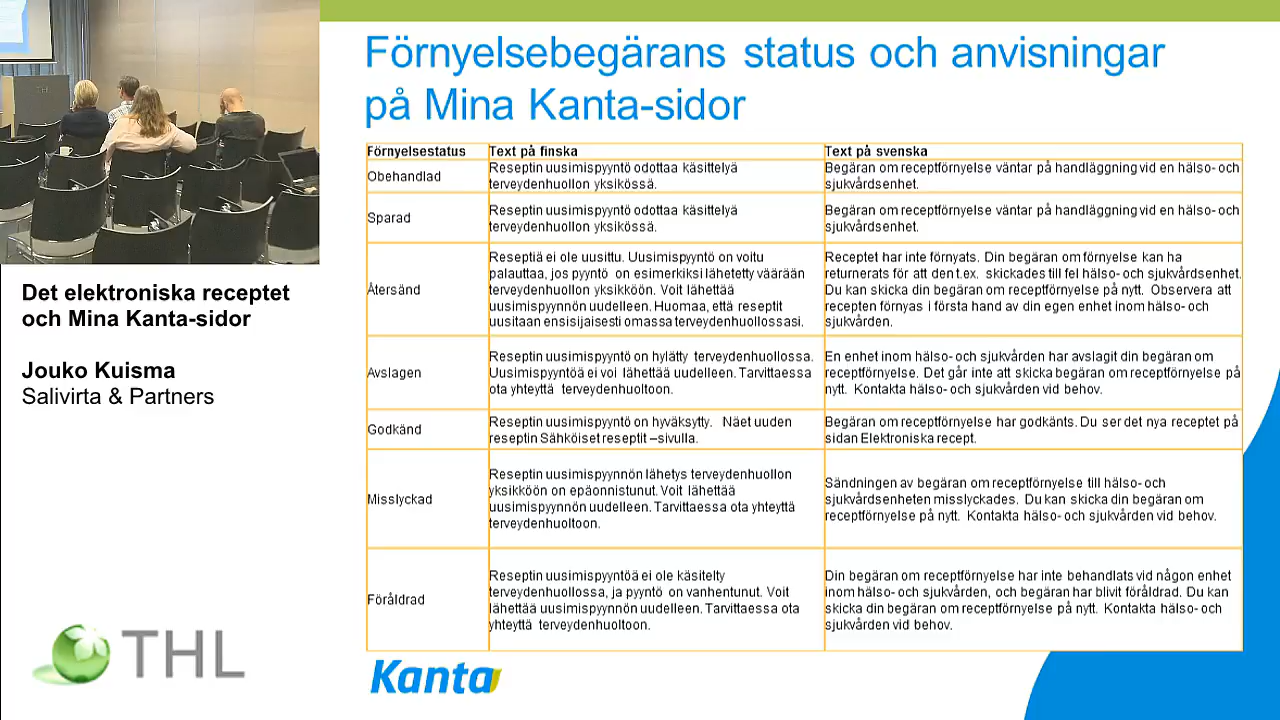 Förnyelsebegärans status och anvisningar
på Mina Kanta-sidor
Förnyelsestatus Text på finska Text på svenska
Obehandlad
Reseptin uusimispyyntö odottaa käsittelyä
terveydenhuollon yksikössä.
Begäran om receptförnyelse väntar på handläggning vid en hälso- och
sjukvårdsenhet.
Sparad
Reseptin uusimispyyntö odottaa käsittelyä
terveydenhuollon yksikössä.
Begäran om receptförnyelse väntar på handläggning vid en hälso- och
sjukvårdsenhet.
Återsänd
Reseptiä ei ole uusittu. Uusimispyyntö on voitu
palauttaa, jos pyyntö on esimerkiksi lähetetty väärään
terveydenhuollon yksikköön. Voit lähettää
uusimispyynnön uudelleen. Huomaa, että reseptit
uusitaan ensisijaisesti omassa terveydenhuollossasi.
Receptet har inte förnyats. Din begäran om förnyelse kan ha
returnerats för att den t.ex. skickades till fel hälso- och sjukvårdsenhet.
Du kan skicka din begäran om receptförnyelse på nytt. Observera att
recepten förnyas i första hand av din egen enhet inom hälso- och
sjukvården.
Avslagen
Reseptin uusimispyyntö on hylätty terveydenhuollossa.
Uusimispyyntöä ei voi lähettää uudelleen. Tarvittaessa
ota yhteyttä terveydenhuoltoon.
En enhet inom hälso- och sjukvården har avslagit din begäran om
receptförnyelse. Det går inte att skicka begäran om receptförnyelse på
nytt. Kontakta hälso- och sjukvården vid behov.
Godkänd
Reseptin uusimispyyntö on hyväksytty. Näet uuden
reseptin Sähköiset reseptit –sivulla.
Begäran om receptförnyelse har godkänts. Du ser det nya receptet på
sidan Elektroniska recept.
Misslyckad
Reseptin uusimispyynnön lähetys terveydenhuollon
yksikköön on epäonnistunut. Voit lähettää
uusimispyynnön uudelleen. Tarvittaessa ota yhteyttä
terveydenhuoltoon.
Sändningen av begäran om receptförnyelse till hälso- och
sjukvårdsenheten misslyckades. Du kan skicka din begäran om
receptförnyelse på nytt. Kontakta hälso- och sjukvården vid behov.
Föråldrad
Reseptin uusimispyyntöä ei ole käsitelty
terveydenhuollossa, ja pyyntö on vanhentunut. Voit
lähettää uusimispyynnön uudelleen. Tarvittaessa ota
yhteyttä terveydenhuoltoon.
Din begäran om receptförnyelse har inte behandlats vid någon enhet
inom hälso- och sjukvården, och begäran har blivit föråldrad. Du kan
skicka din begäran om receptförnyelse på nytt. Kontakta hälso- och
sjukvården vid behov.
Kanta
Det elektroniska receptet
och Mina Kanta-sidor
Jouko Kuisma
Salivirta & Partners
THL